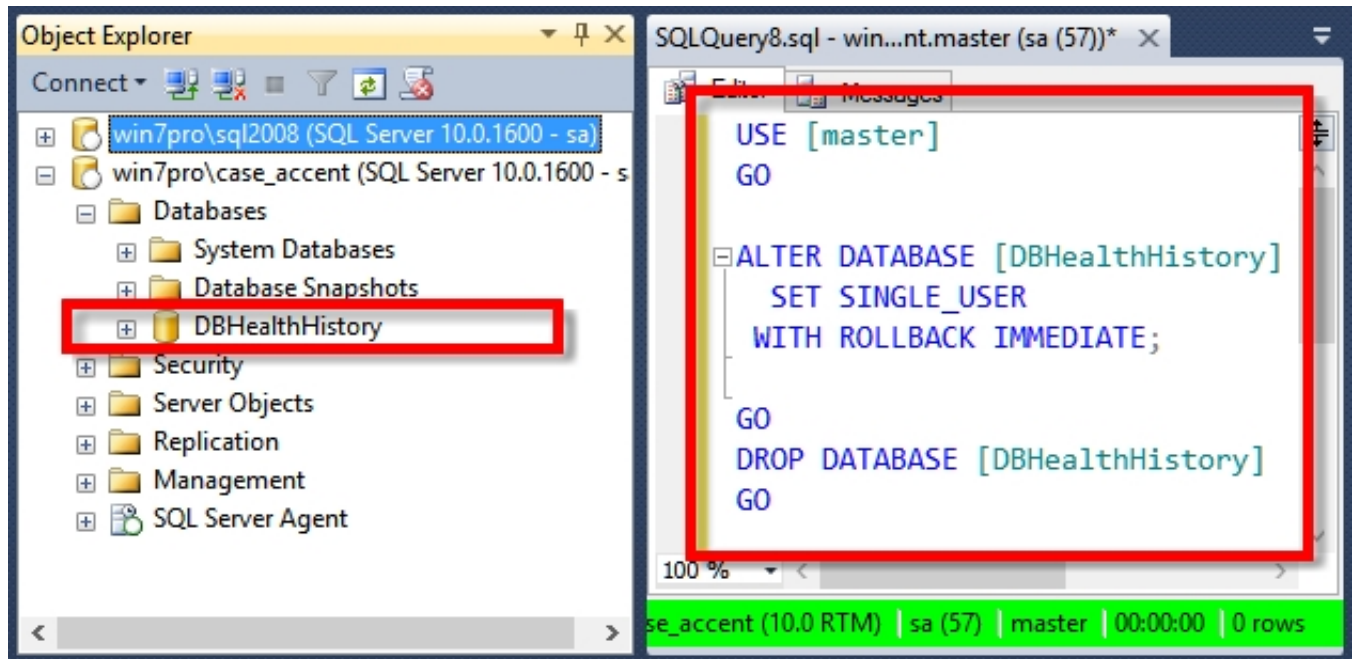 Object Explorer
Connect
win7pro\sql2008 (SQL Server 10.0.1600 - sa)
win7pro\case_accent (SQL Server 10.0.1600 - s
Databases
System Databases
Database Snapshots
DBHealthHistory
Security
Server Objects
Replication
Management
SQL Server Agent
SQLQuery8.sql - win...nt.master (sa (57))*
Editor
Messages
USE [master]
GO
ALTER DATABASE [DBHealthHistory]
SET SINGLE_USER
WITH ROLLBACK IMMEDIATE;
GO
DROP DATABASE [DBHealthHistory]
GO
100 %
se_accent (10.0 RTM) | sa (57) | master | 00:00:00 | 0 rows